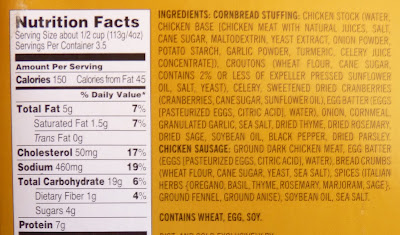 Nutrition Facts
Serving Size about 1/2 cup (113g/4oz)
Servings Per Container 3.5
Amount Per Serving
Calories 150 Calories from Fat 45
% Daily Value*
Total Fat 5g 7%
Saturated Fat 1.5g 7%
Trans Fat 0g
Cholesterol 50mg 17%
Sodium 460mg 19%
Total Carbohydrate 19g 6%
Dietary Fiber 1g 4%
Sugars 4g
Protein 7g
INGREDIENTS: CORNBREAD STUFFING: CHICKEN STOCK (WATER,
CHICKEN BASE (CHICKEN MEAT AND NATURAL JUICES, SALT,
CANE SUGAR, MALTODEXTRIN, YEAST EXTRACT, ONION POWDER,
POTATO STARCH, GARLIC POWDER, TURMERIC, CELERY JUICE
CONCENTRATE)), CROUTONS (WHEAT FLOUR, CANE SUGAR,
CONTAINS 2% OR LESS OF EXPELLER PRESSED SUNFLOWER
OIL, SALT, YEAST), CELERY, SWEETENED DRIED CRANBERRIES
(CRANBERRIES, CANE SUGAR, SUNFLOWER OIL), EGG BATTER (EGGS
[PASTEURIZED EGGS, CITRIC ACID], WATER), ONION, CORNMEAL,
GRANULATED GARLIC, SEA SALT, DRIED THYME, DRIED ROSEMARY,
DRIED SAGE, SOYBEAN OIL, BLACK PEPPER, DRIED PARSLEY.
CHICKEN SAUSAGE: GROUND DARK CHICKEN MEAT, EGG BATTER
(EGGS [PASTEURIZED EGGS, CITRIC ACID], WATER), BREAD CRUMBS
(WHEAT FLOUR, CANE SUGAR, YEAST, SEA SALT), SPICES (ITALIAN
HERBS {OREGANO, BASIL, THYME, ROSEMARY, MARJORAM, SAGE},
GROUND FENNEL, GROUND ANISE), SOYBEAN OIL, SEA SALT.
CONTAINS WHEAT, EGG, SOY.